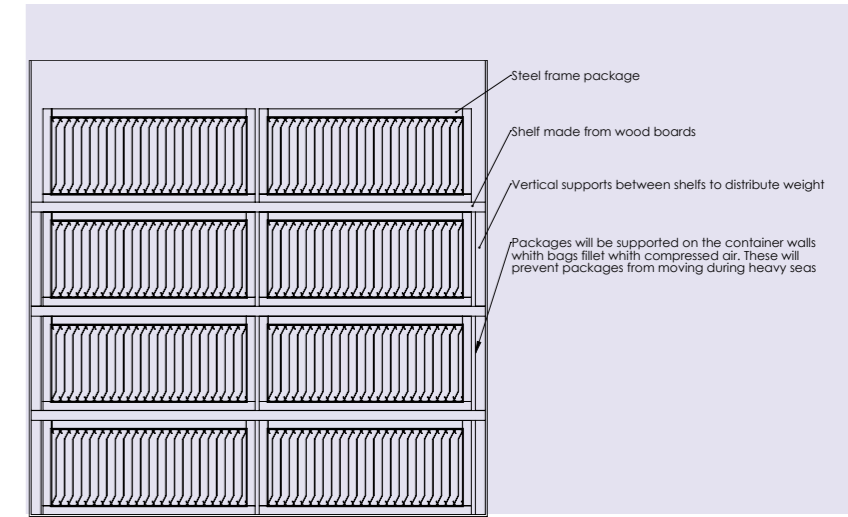 Steel frame package
Shelf made from wood boards
Vertical supports between shelfs to distribute weight
Packages will be supported on the container walls
whith bags fillet whith compressed air. These will
prevent packages from moving during heavy seas